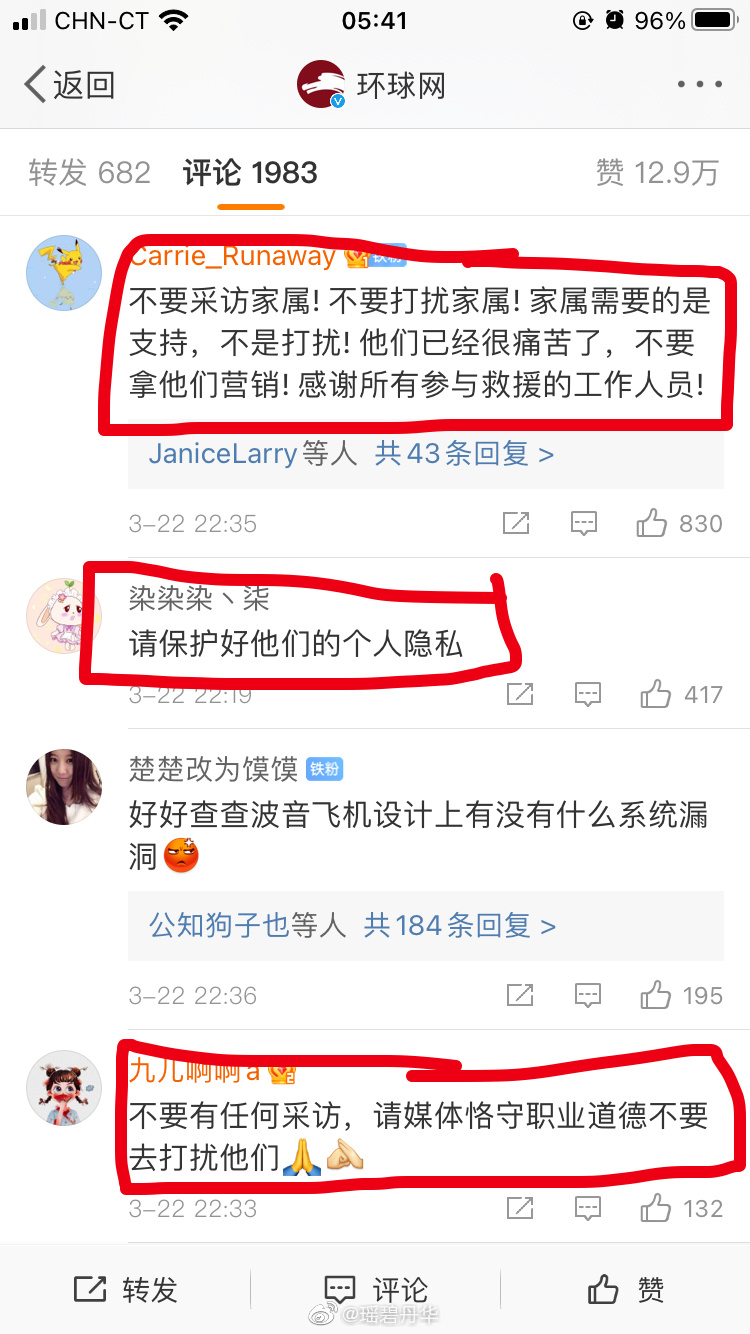 CHN-CT 05:41 96%
返回 环球网
转发 682 评论 1983 赞 12.9万
Carrie_Runaway 铁粉
不要采访家属! 不要打扰家属! 家属需要的是
支持，不是打扰! 他们已经很痛苦了，不要
拿他们营销! 感谢所有参与救援的工作人员!
JaniceLarry等人 共43条回复 >
3-22 22:35 830
染染染丶柒
请保护好他们的个人隐私
3-22 22:19 417
楚楚改为馍馍 铁粉
好好查查波音飞机设计上有没有什么系统漏
洞
公知狗子也等人 共184条回复 >
3-22 22:36 195
九儿啊啊a
不要有任何采访，请媒体恪守职业道德不要
去打扰他们
3-22 22:33 132
转发 评论 赞
@瑶碧丹华